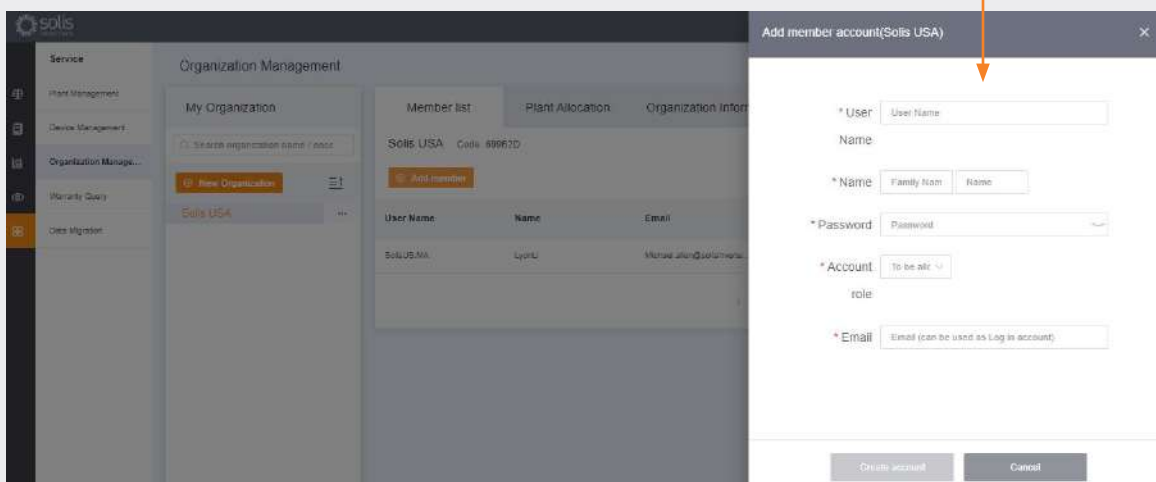 solis
Service
Plant Management
Device Management
Organization Manage...
Warranty Query
Data Migration
Organization Management
My Organization
Search organization name / code
New Organization
Solis USA
...
Member list
Plant Allocation
Organization Inform
Solis USA Code
Add member
User Name Name Email
LyonLi
Add member account(Solis USA)
×
* User Name
User Name
* Name
Family Nam
Name
* Password
Password
* Account role
To be allc
* Email
Email (can be used as Log in account)
Create account
Cancel